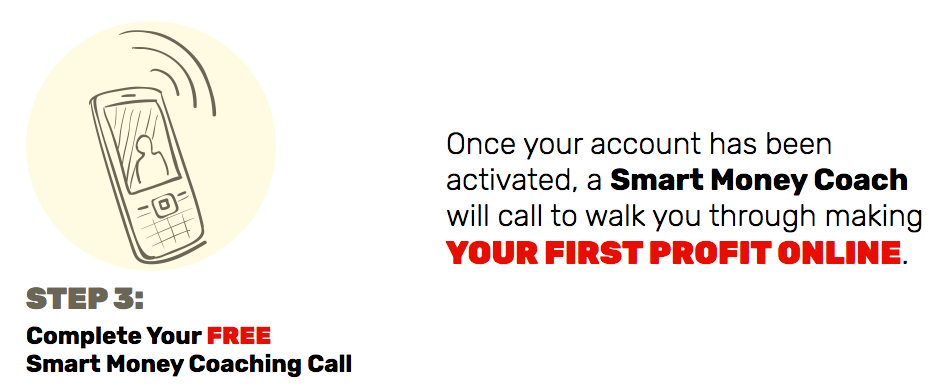 Once your account has been
activated, a Smart Money Coach
will call to walk you through making
YOUR FIRST PROFIT ONLINE.
STEP 3:
Complete Your FREE
Smart Money Coaching Call